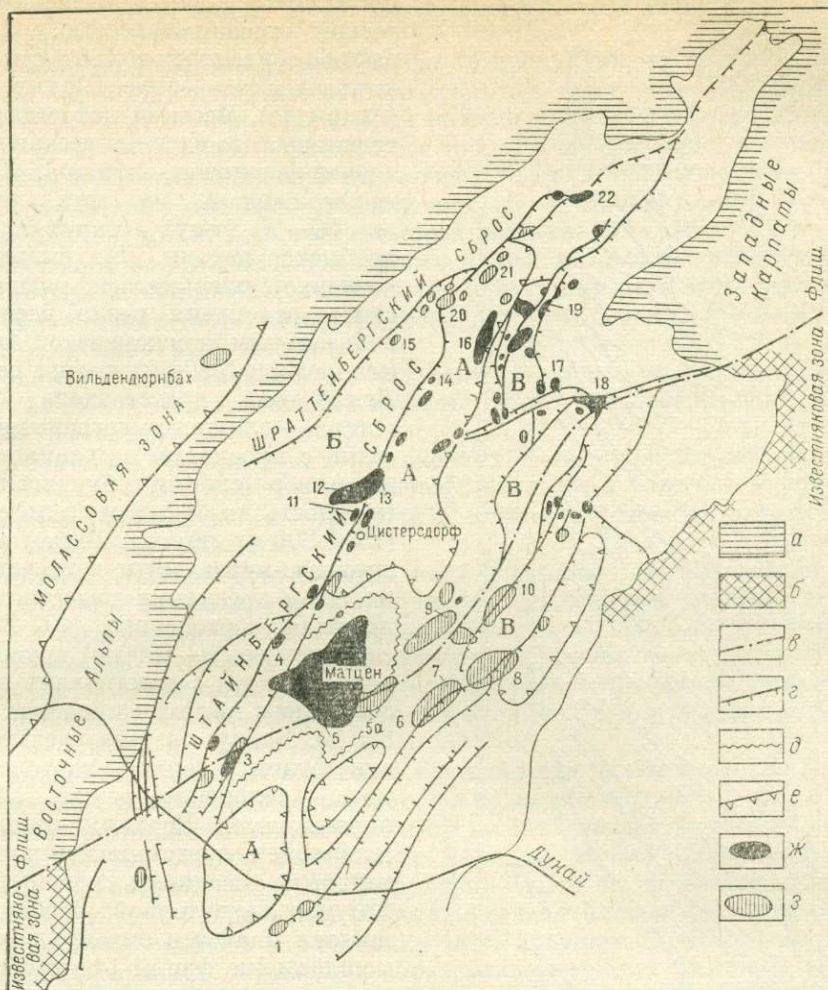 22
Западные
Карпаты
ШРАТТЕНБЕРГСКИЙ СБРОС
21
20
19
16
А
15
Вильдендюрнбах
14
В
17
18
Флиш
Известняковая зона
МОЛАССОВАЯ ЗОНА
Б
СБРОС
А
12
13
11
Цистерсдорф
В
а
б
в
г
д
е
ж
з
10
9
В
ШТАЙНБЕРГСКИЙ
4
Матцен
7
8
6
5
5а
3
Восточные Альпы
А
Дунай
Флиш
Известняко-
вая зона
2
1